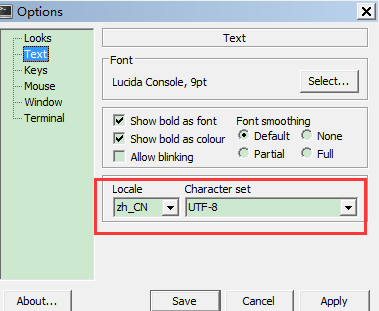 Options
Looks
Text
Keys
Mouse
Window
Terminal
Text
Font
Lucida Console, 9pt
Select...
Show bold as font
Show bold as colour
Allow blinking
Font smoothing
Default
None
Partial
Full
Locale
Character set
zh_CN
UTF-8
About...
Save
Cancel
Apply